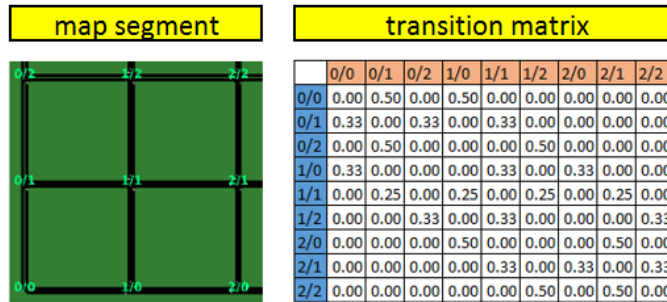 map segment
transition matrix
0/2 1/2 2/2
0/1 1/1 2/1
0/0 1/0 2/0
0/0 0/1 0/2 1/0 1/1 1/2 2/0 2/1 2/2
0/0 0.00 0.50 0.00 0.50 0.00 0.00 0.00 0.00 0.00
0/1 0.33 0.00 0.33 0.00 0.33 0.00 0.00 0.00 0.00
0/2 0.00 0.50 0.00 0.00 0.00 0.50 0.00 0.00 0.00
1/0 0.33 0.00 0.00 0.00 0.33 0.00 0.33 0.00 0.00
1/1 0.00 0.25 0.00 0.25 0.00 0.25 0.00 0.25 0.00
1/2 0.00 0.00 0.33 0.00 0.33 0.00 0.00 0.00 0.33
2/0 0.00 0.00 0.00 0.50 0.00 0.00 0.00 0.50 0.00
2/1 0.00 0.00 0.00 0.00 0.33 0.00 0.33 0.00 0.33
2/2 0.00 0.00 0.00 0.00 0.00 0.50 0.00 0.50 0.00